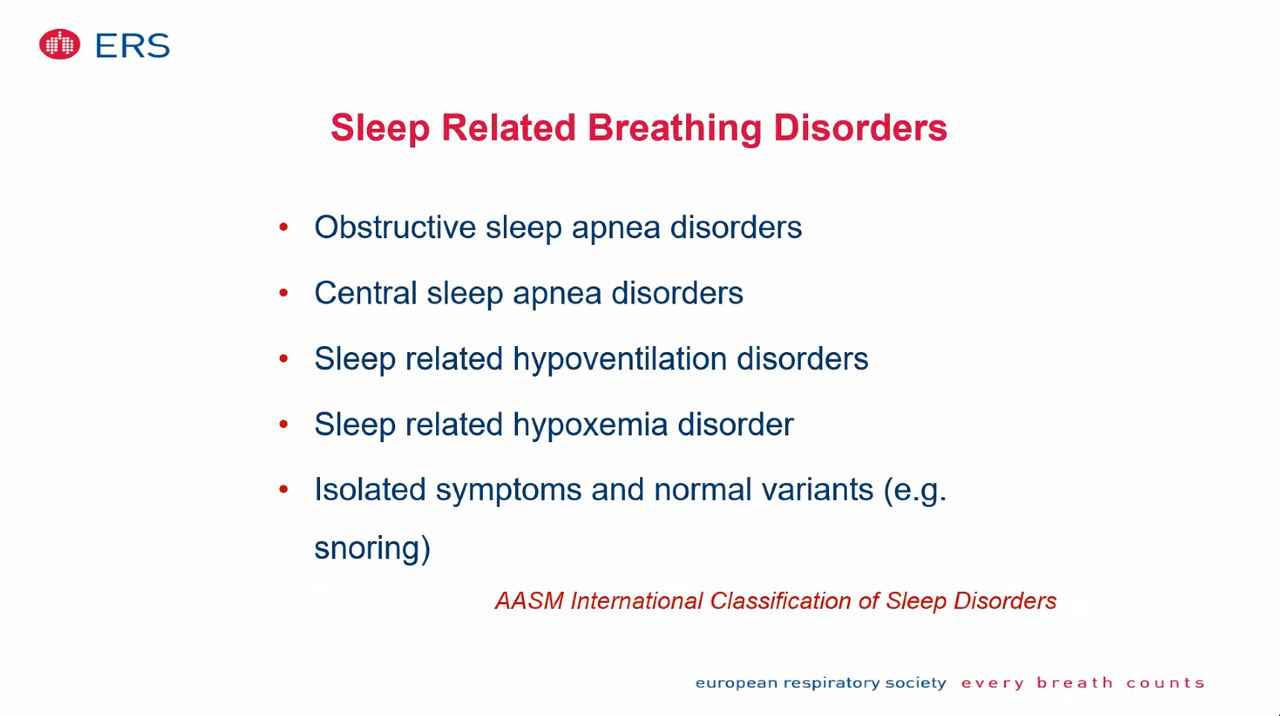 ERS
Sleep Related Breathing Disorders
• Obstructive sleep apnea disorders
• Central sleep apnea disorders
• Sleep related hypoventilation disorders
• Sleep related hypoxemia disorder
• Isolated symptoms and normal variants (e.g.
snoring)
AASM International Classification of Sleep Disorders
european respiratory society every breath counts